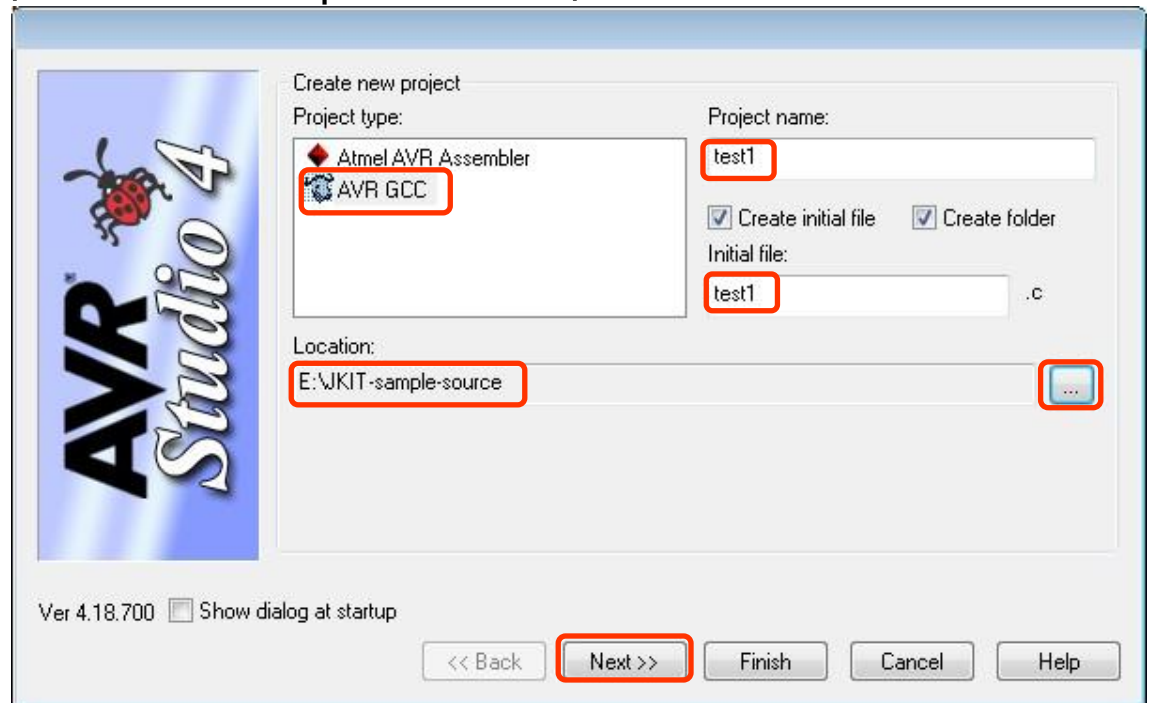 AVR Studio 4
Create new project
Project type:
Atmel AVR Assembler
AVR GCC
Project name:
test1
Create initial file Create folder
Initial file:
test1 .c
Location:
E:\JKIT-sample-source ...
Ver 4.18.700 Show dialog at startup
<< Back Next >> Finish Cancel Help